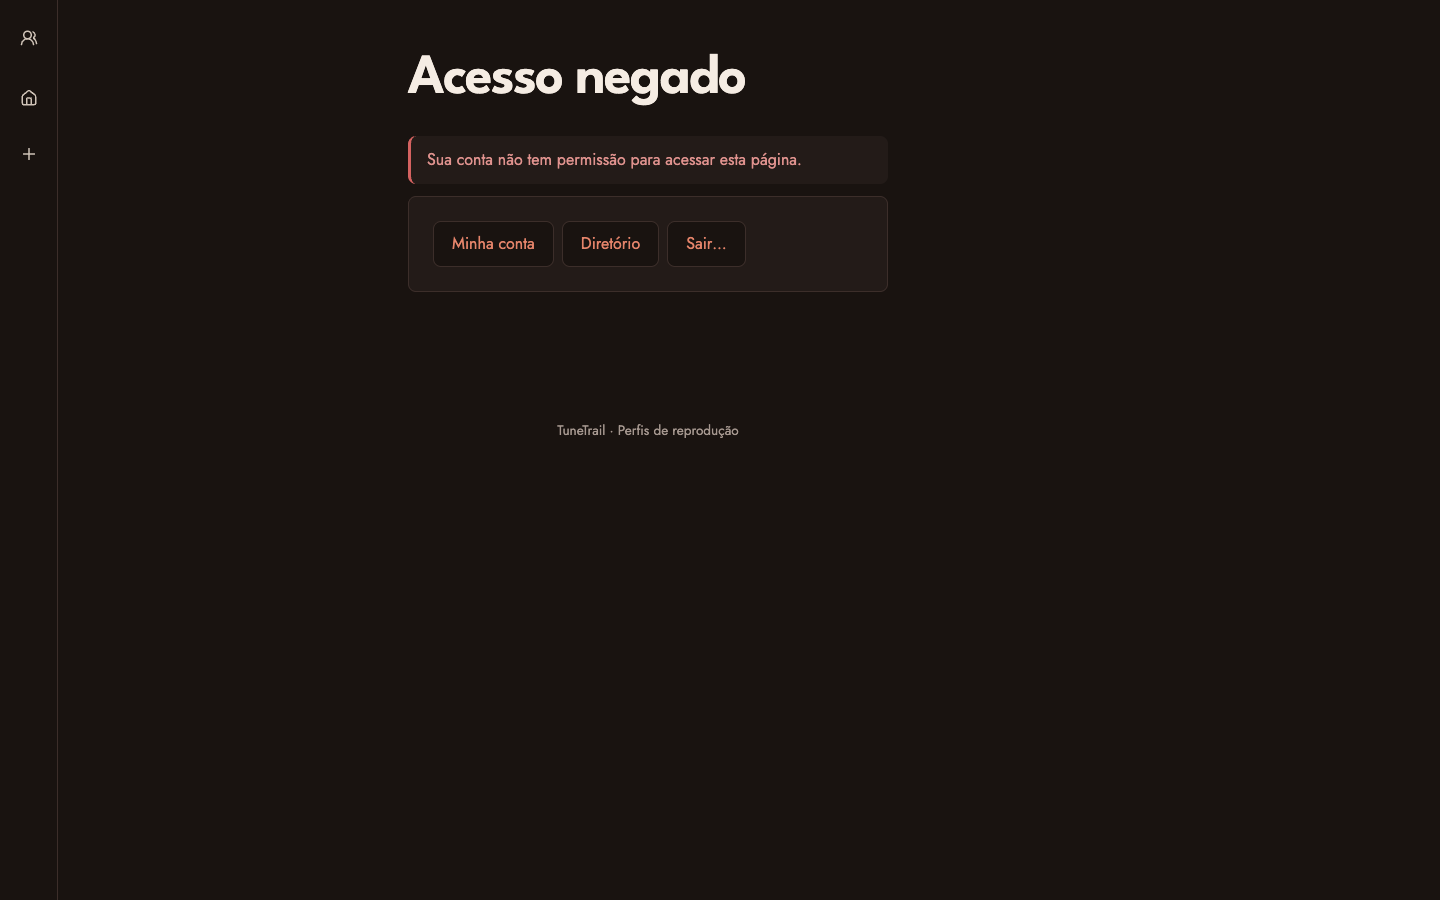 Acesso negado
Sua conta não tem permissão para acessar esta página.
Minha conta
Diretório
Sair...
TuneTrail · Perfis de reprodução